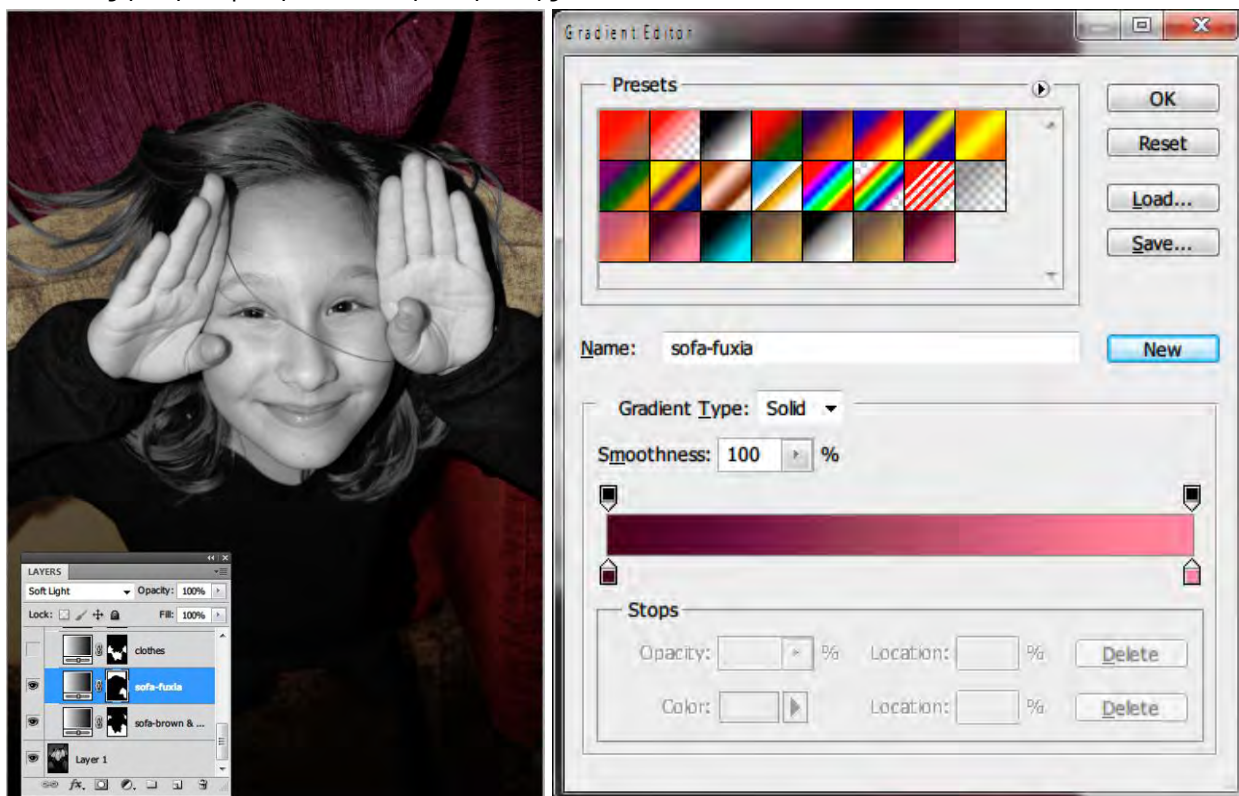 LAYERS
Soft Light Opacity: 100%
Lock: Fill: 100%
clothes
sofa-fuxia
sofa-brown & ...
Layer 1
fx.
Gradient Editor
Presets
OK
Reset
Load...
Save...
Name: sofa-fuxia
New
Gradient Type: Solid
Smoothness: 100 %
Stops
Opacity: % Location: % Delete
Color: Location: % Delete